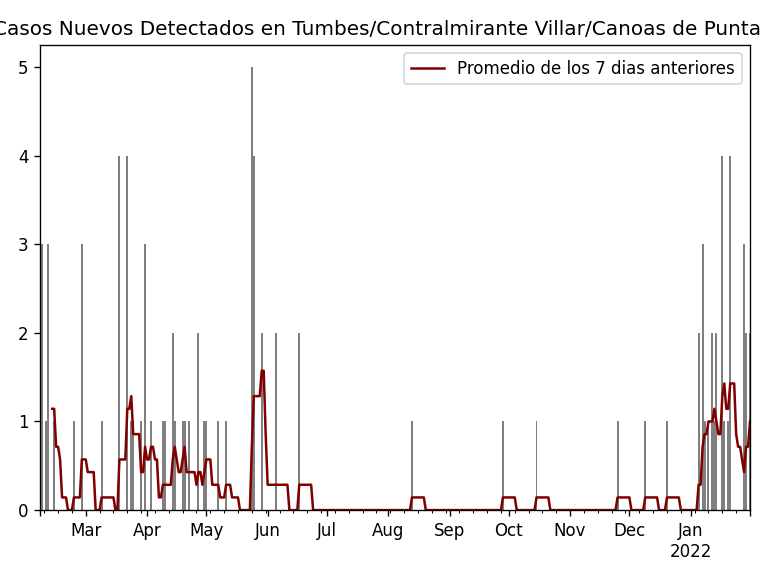 Casos Nuevos Detectados en Tumbes/Contralmirante Villar/Canoas de Punta
Promedio de los 7 dias anteriores
5
4
3
2
1
0
Mar Apr May Jun Jul Aug Sep Oct Nov Dec Jan
2022